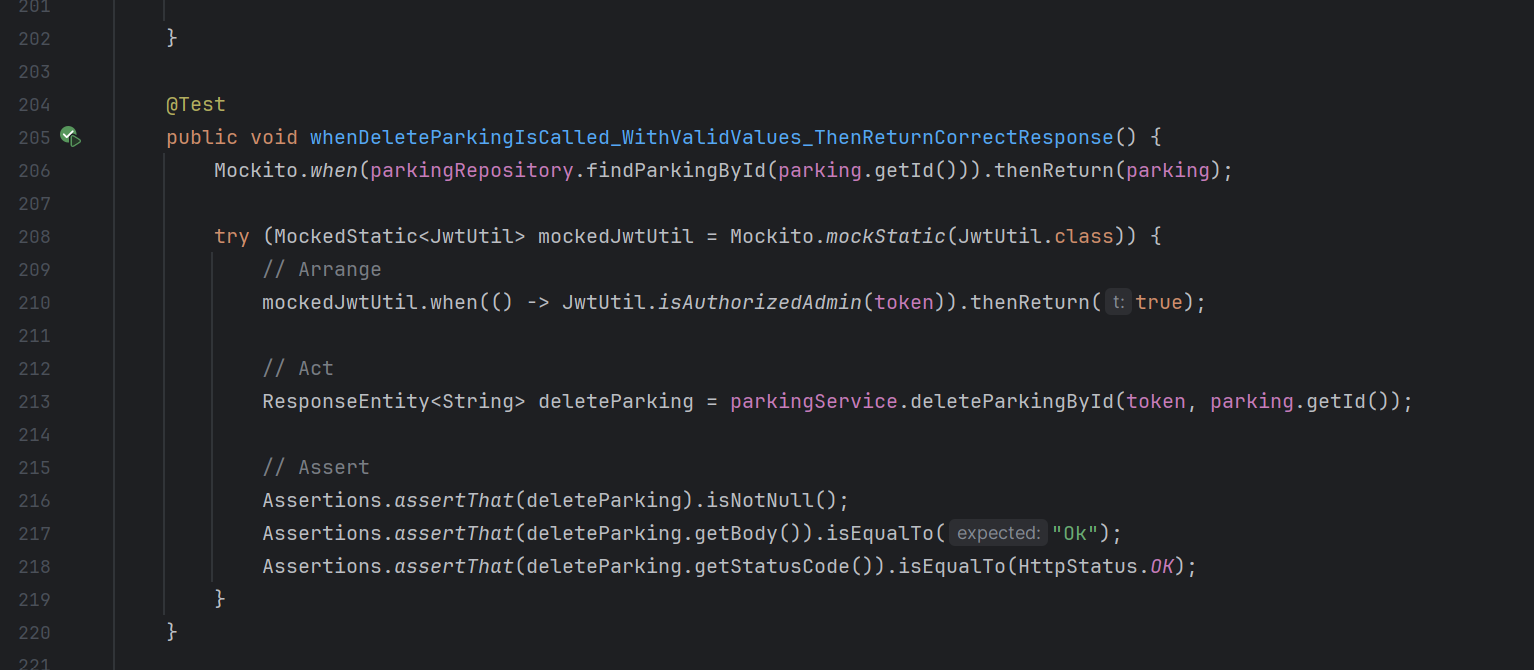 201
202 }
203
204 @Test
205 public void whenDeleteParkingIsCalled_WithValidValues_ThenReturnCorrectResponse() {
206 Mockito.when(parkingRepository.findParkingById(parking.getId())).thenReturn(parking);
207
208 try (MockedStatic<JwtUtil> mockedJwtUtil = Mockito.mockStatic(JwtUtil.class)) {
209 // Arrange
210 mockedJwtUtil.when(() -> JwtUtil.isAuthorizedAdmin(token)).thenReturn( t: true);
211
212 // Act
213 ResponseEntity<String> deleteParking = parkingService.deleteParkingById(token, parking.getId());
214
215 // Assert
216 Assertions.assertThat(deleteParking).isNotNull();
217 Assertions.assertThat(deleteParking.getBody()).isEqualTo( expected: "Ok");
218 Assertions.assertThat(deleteParking.getStatusCode()).isEqualTo(HttpStatus.OK);
219 }
220 }
221